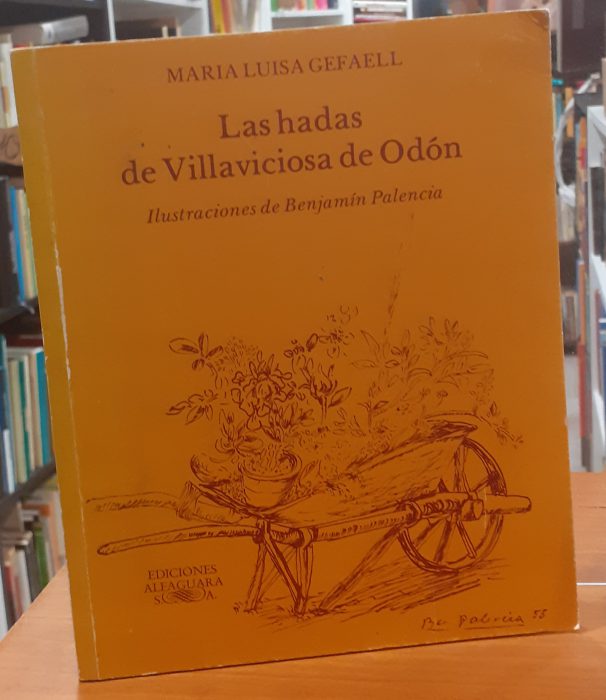 MARIA LUISA GEFAELL
Las hadas
de Villaviciosa de Odón
Ilustraciones de Benjamín Palencia
EDICIONES
ALFAGUARA
S. A.